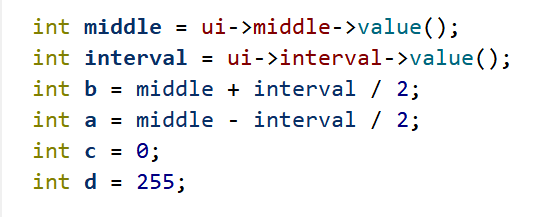 int middle = ui->middle->value();
int interval = ui->interval->value();
int b = middle + interval / 2;
int a = middle - interval / 2;
int c = 0;
int d = 255;